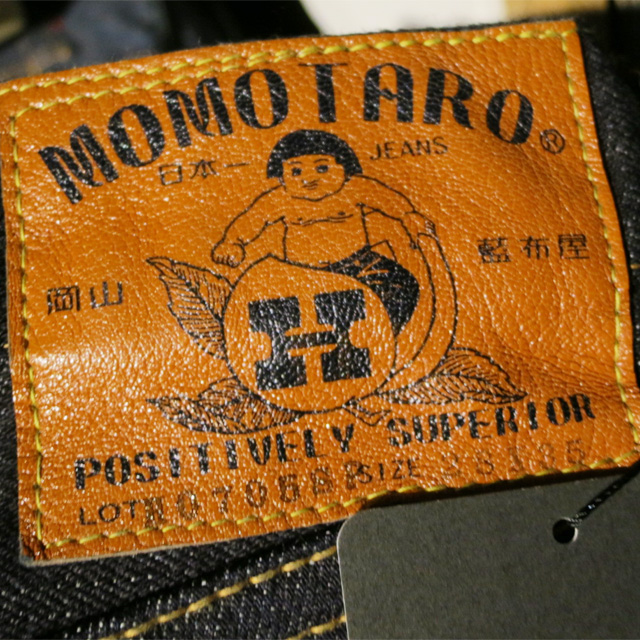 MOMOTARO®
日本一 JEANS
岡山 藍布屋
H
POSITIVELY SUPERIOR
LOT SIZE